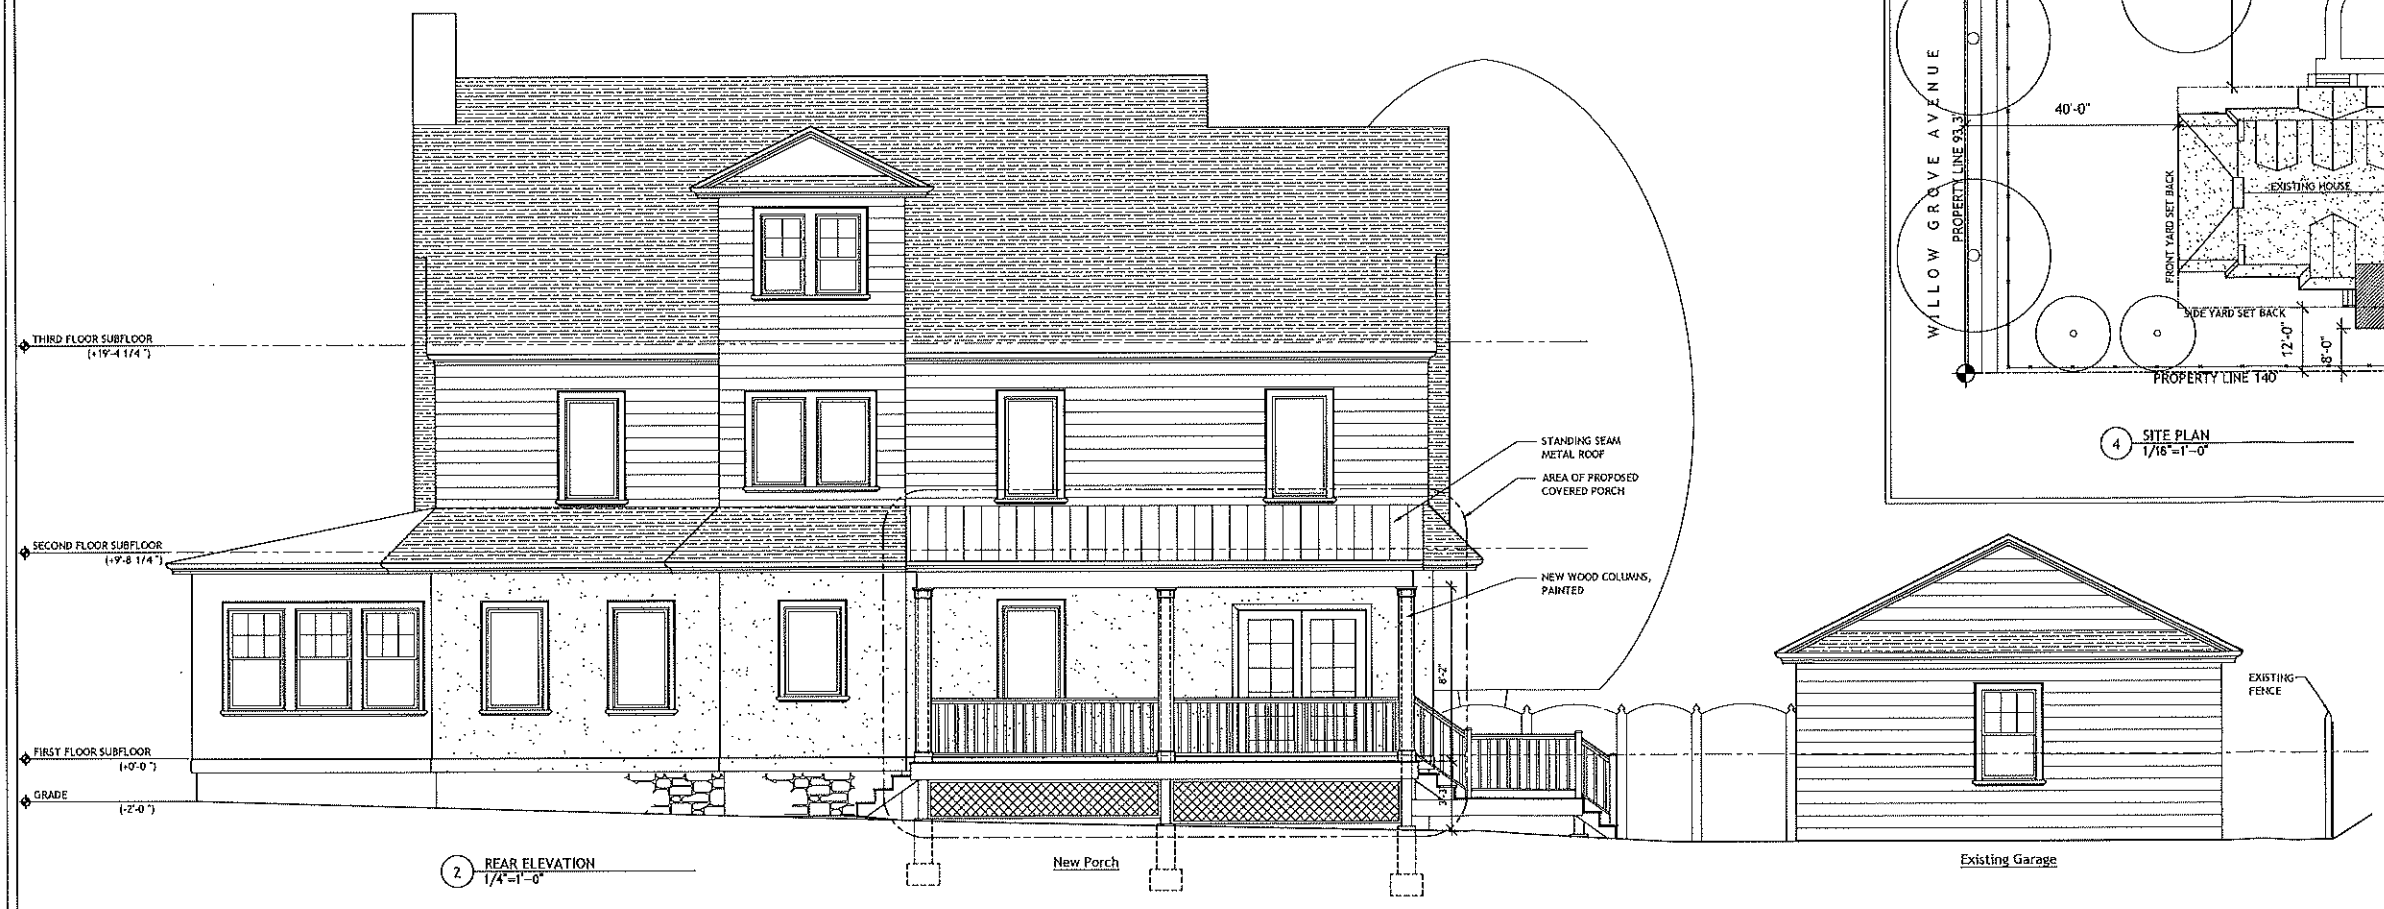 THIRD FLOOR SUBFLOOR
(+19'-4 1/4 ")
SECOND FLOOR SUBFLOOR
(+9'-8 1/4 ")
FIRST FLOOR SUBFLOOR
(+0'-0 ")
GRADE
(-2'-0 ")
STANDING SEAM
METAL ROOF
AREA OF PROPOSED
COVERED PORCH
NEW WOOD COLUMNS,
PAINTED
8'-2"
EXISTING
FENCE
2
REAR ELEVATION
1/4"=1'-0"
New Porch
Existing Garage
WILLOW GROVE AVENUE
PROPERTY LINE 93.3'
40'-0"
FRONT YARD SET BACK
EXISTING HOUSE
SIDE YARD SET BACK
12'-0"
8'-0"
PROPERTY LINE 140'
4
SITE PLAN
1/16"=1'-0"